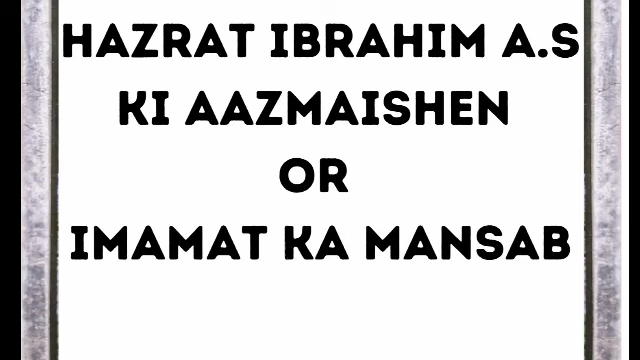 HAZRAT IBRAHIM A.S
KI AAZMAISHEN
OR
IMAMAT KA MANSAB